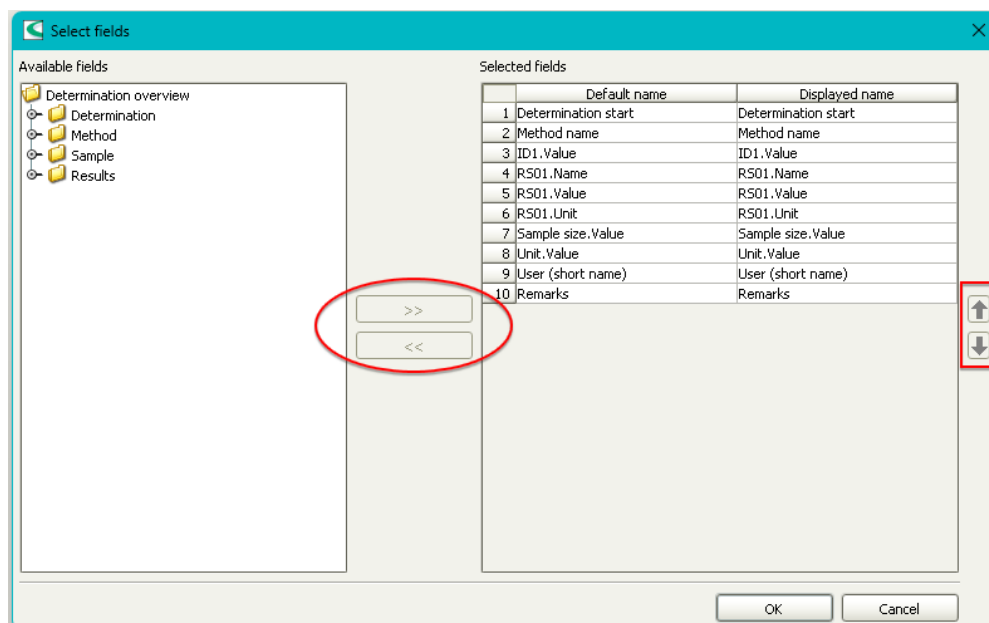 Select fields
Available fields
Determination overview
Determination
Method
Sample
Results
>>
<<
Selected fields
Default name Displayed name
1 Determination start Determination start
2 Method name Method name
3 ID1.Value ID1.Value
4 RS01.Name RS01.Name
5 RS01.Value RS01.Value
6 RS01.Unit RS01.Unit
7 Sample size.Value Sample size.Value
8 Unit.Value Unit.Value
9 User (short name) User (short name)
10 Remarks Remarks
OK Cancel